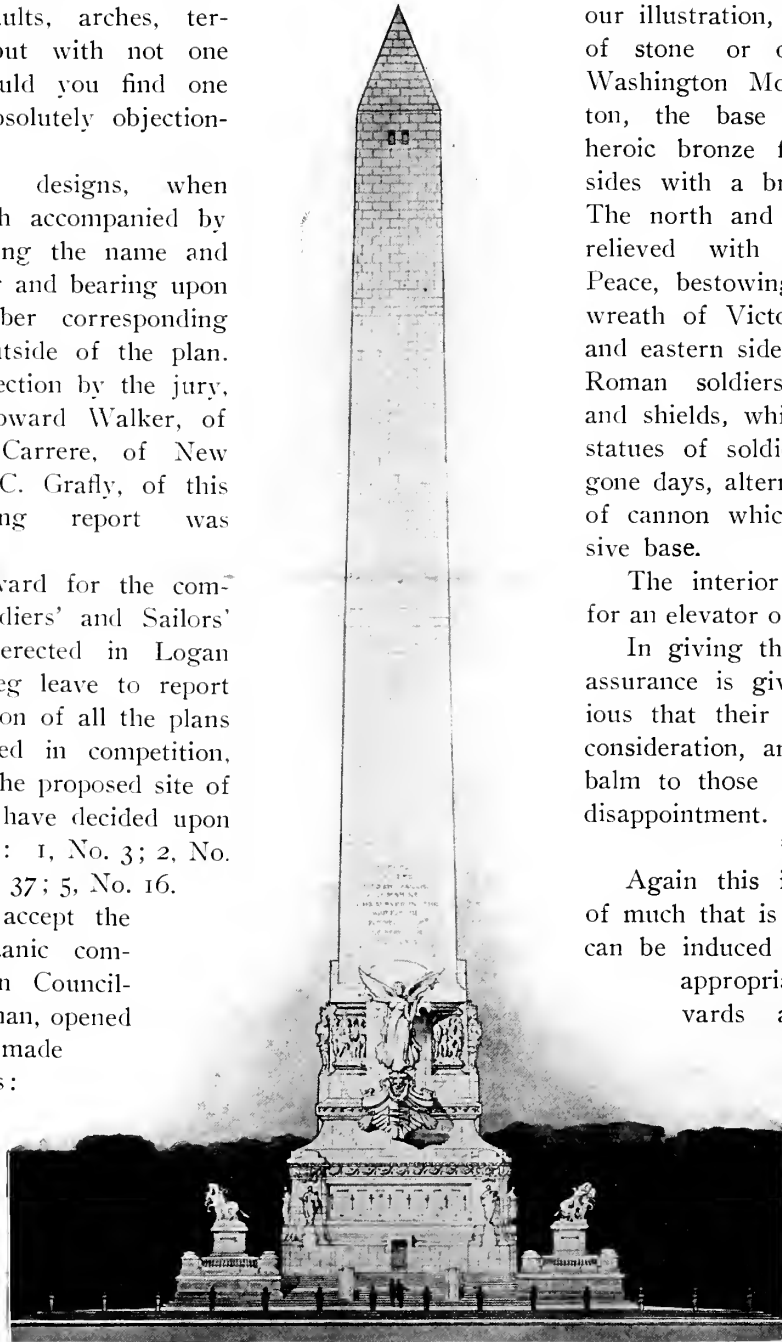 aults, arches, ter-
out with not one
uld you find one
bsolutely objection-
designs, when
h accompanied by
ng the name and
and bearing upon
ber corresponding
utside of the plan.
ection by the jury,
oward Walker, of
Carrere, of New
C. Grafly, of this
ng report was
vard for the com-
diers' and Sailors'
erected in Logan
eg leave to report
on of all the plans
ed in competition,
he proposed site of
have decided upon
: 1, No. 3; 2, No.
37; 5, No. 16.
accept the
anic com-
n Council-
nan, opened
made
s:
our illustration,
of stone or o
Washington Mo
ton, the base
heroic bronze f
sides with a br
The north and
relieved with
Peace, bestowing
wreath of Victo
and eastern side
Roman soldiers
and shields, whi
statues of soldi
gone days, altern
of cannon whic
sive base.
The interior
for an elevator o
In giving th
assurance is giv
ious that their
consideration, an
balm to those
disappointment.
Again this i
of much that is
can be induced
appropria
vards a